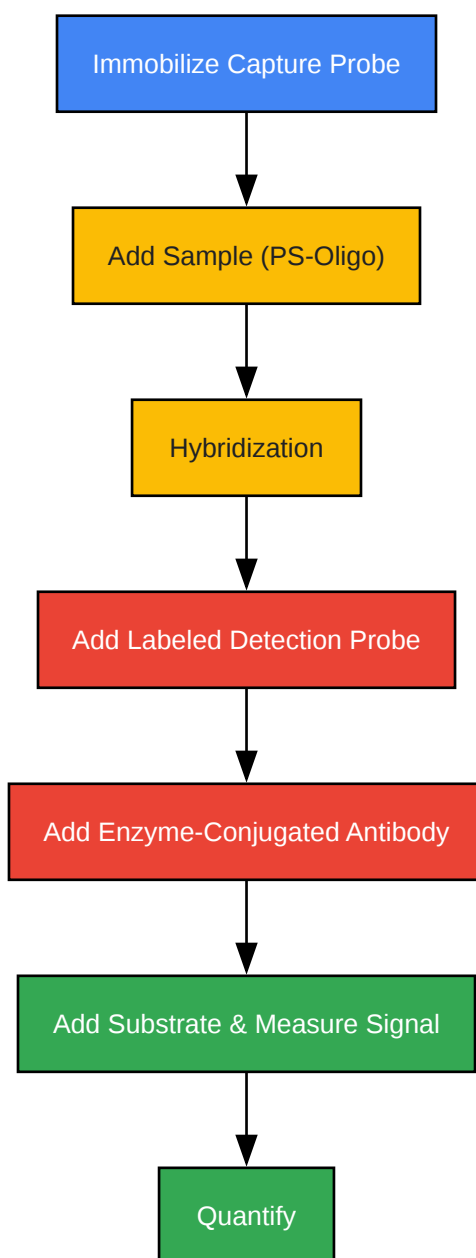 Immobilize Capture Probe
Add Sample (PS-Oligo)
Hybridization
Add Labeled Detection Probe
Add Enzyme-Conjugated Antibody
Add Substrate & Measure Signal
Quantify